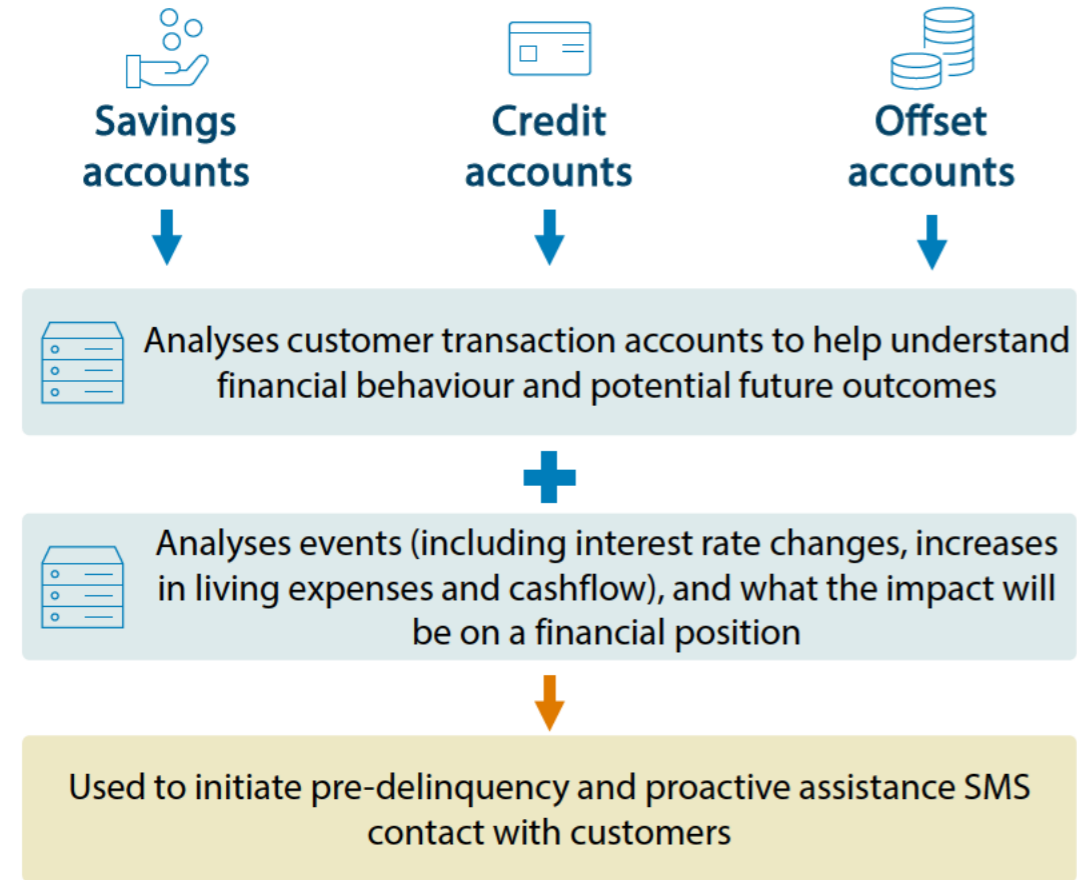 Savings
accounts
Credit
accounts
Offset
accounts
Analyses customer transaction accounts to help understand
financial behaviour and potential future outcomes
Analyses events (including interest rate changes, increases
in living expenses and cashflow), and what the impact will
be on a financial position
Used to initiate pre-delinquency and proactive assistance SMS
contact with customers